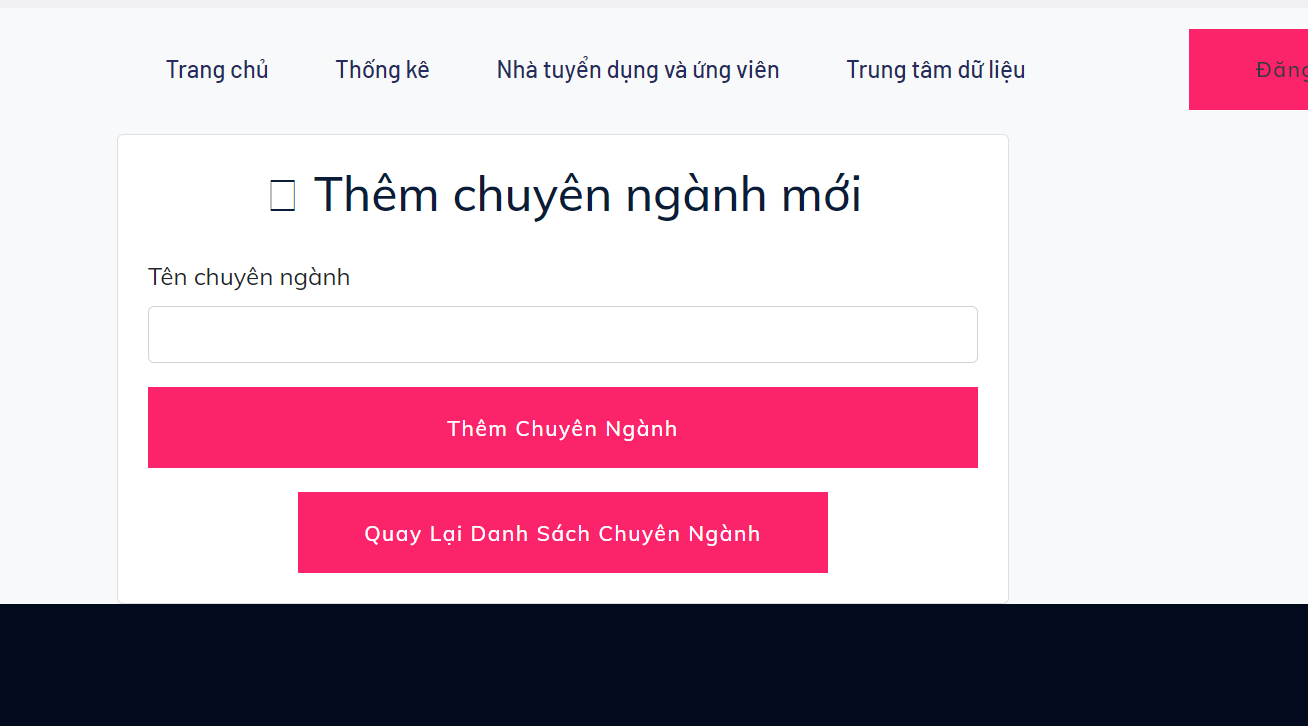 Trang chủ Thống kê Nhà tuyển dụng và ứng viên Trung tâm dữ liệu
Thêm chuyên ngành mới
Tên chuyên ngành
Thêm Chuyên Ngành
Quay Lại Danh Sách Chuyên Ngành